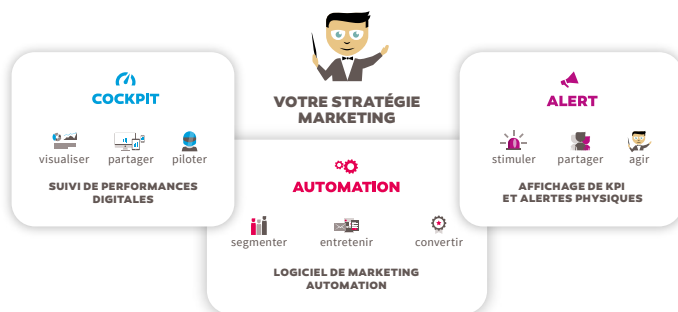 VOTRE STRATÉGIE
MARKETING
COCKPIT
visualiser partager piloter
SUIVI DE PERFORMANCES
DIGITALES
AUTOMATION
segmenter entretenir convertir
LOGICIEL DE MARKETING
AUTOMATION
ALERT
stimuler partager agir
AFFICHAGE DE KPI
ET ALERTES PHYSIQUES